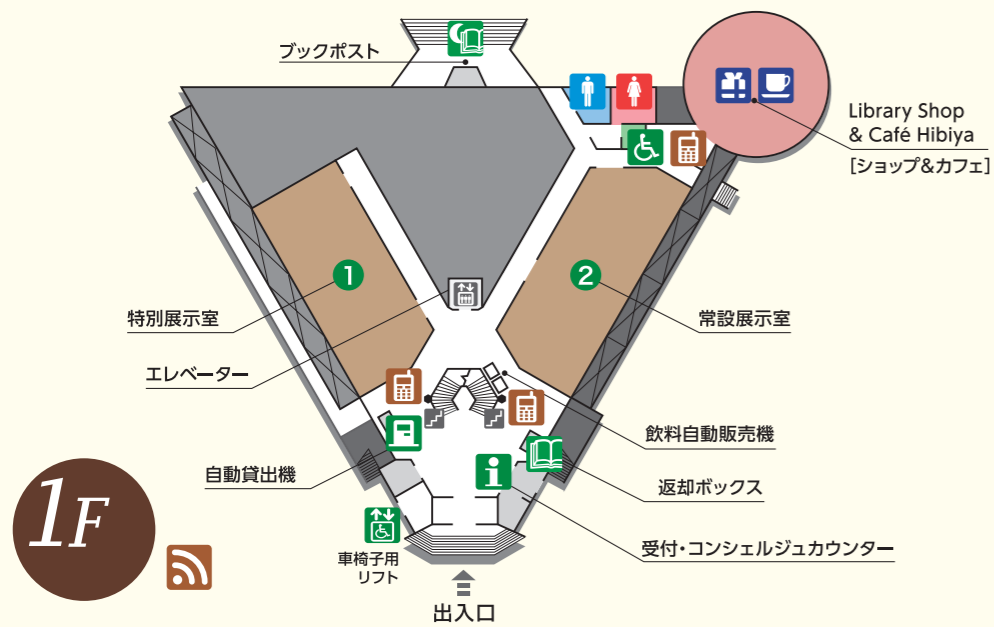 ブックポスト
Library Shop
& Café Hibiya
[ショップ&カフェ]
1
2
特別展示室
常設展示室
エレベーター
飲料自動販売機
自動貸出機
返却ボックス
1F
受付・コンシェルジュカウンター
車椅子用
リフト
出入口